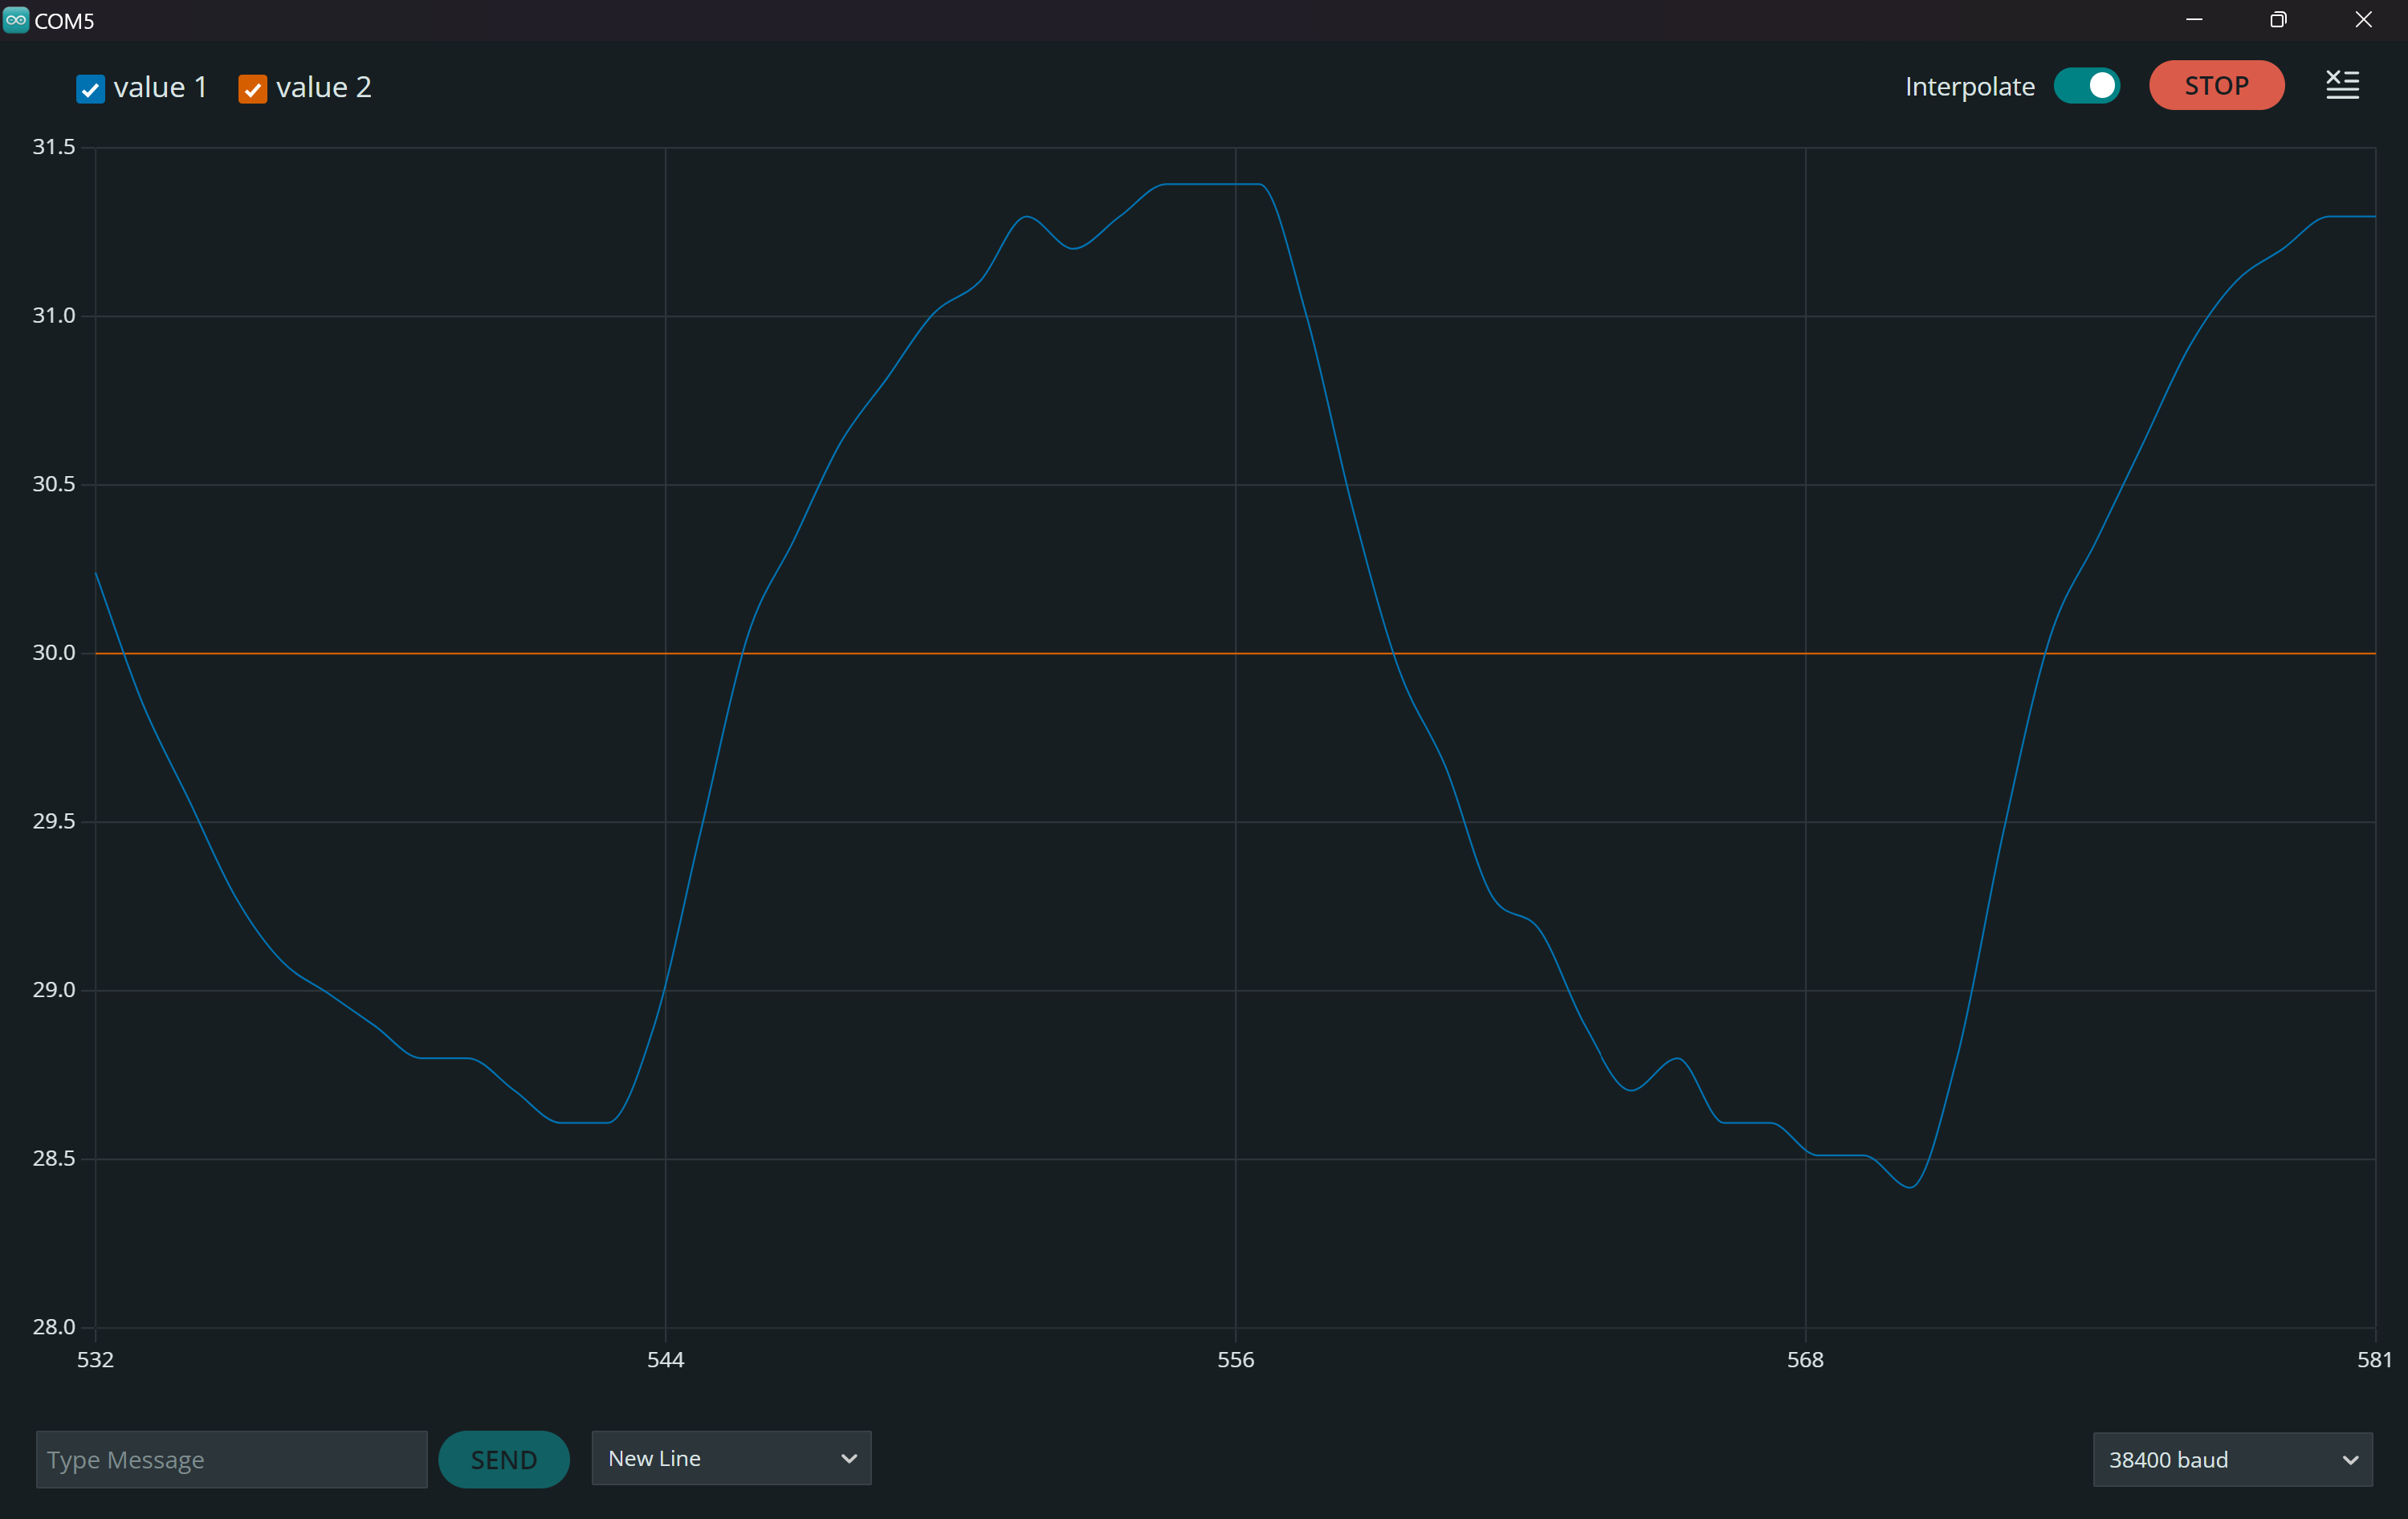 COM5
value 1 value 2 Interpolate STOP
31.5
31.0
30.5
30.0
29.5
29.0
28.5
28.0
532 544 556 568 581
Type Message SEND New Line 38400 baud